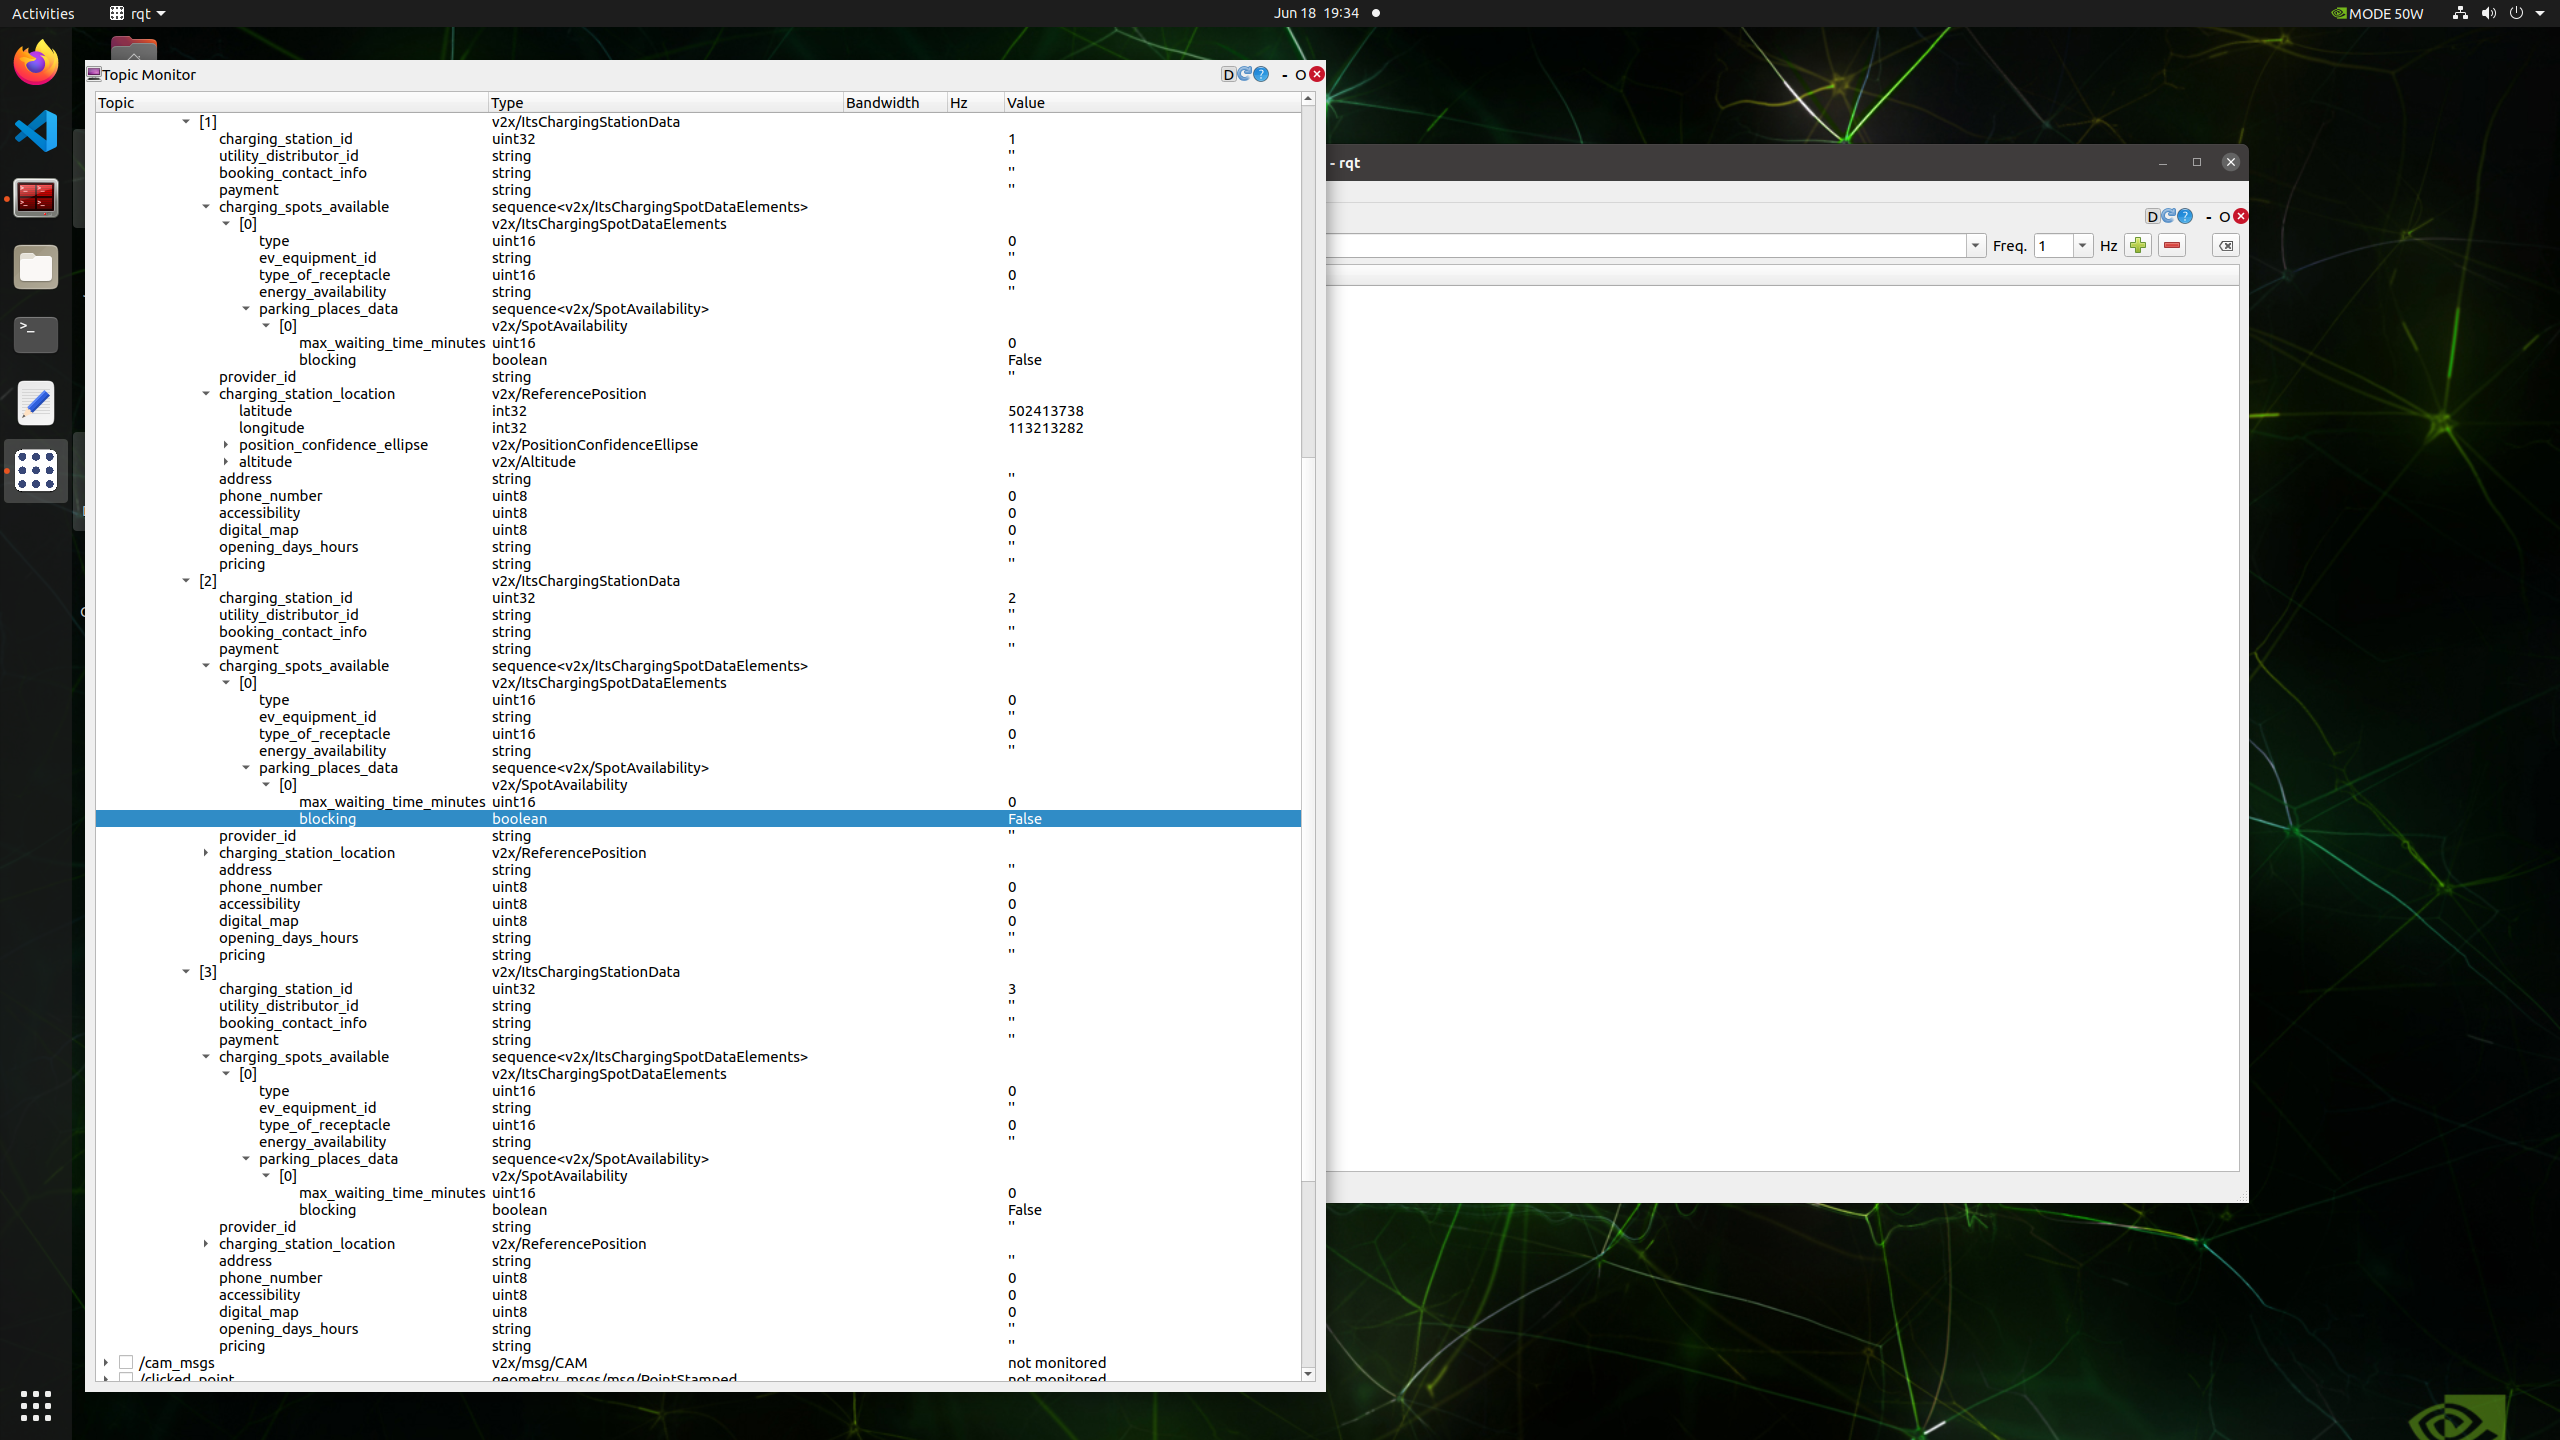 Activities rqt Jun 18 19:34 MODE 50W
Topic Monitor D ? - O
Topic Type Bandwidth Hz Value
[1] v2x/ItsChargingStationData
charging_station_id uint32 1
utility_distributor_id string ''
booking_contact_info string ''
payment string ''
charging_spots_available sequence<v2x/ItsChargingSpotDataElements>
[0] v2x/ItsChargingSpotDataElements
type uint16 0
ev_equipment_id string ''
type_of_receptacle uint16 0
energy_availability string ''
parking_places_data sequence<v2x/SpotAvailability>
[0] v2x/SpotAvailability
max_waiting_time_minutes uint16 0
blocking boolean False
provider_id string ''
charging_station_location v2x/ReferencePosition
latitude int32 502413738
longitude int32 113213282
position_confidence_ellipse v2x/PositionConfidenceEllipse
altitude v2x/Altitude
address string ''
phone_number uint8 0
accessibility uint8 0
digital_map uint8 0
opening_days_hours string ''
pricing string ''
[2] v2x/ItsChargingStationData
charging_station_id uint32 2
utility_distributor_id string ''
booking_contact_info string ''
payment string ''
charging_spots_available sequence<v2x/ItsChargingSpotDataElements>
[0] v2x/ItsChargingSpotDataElements
type uint16 0
ev_equipment_id string ''
type_of_receptacle uint16 0
energy_availability string ''
parking_places_data sequence<v2x/SpotAvailability>
[0] v2x/SpotAvailability
max_waiting_time_minutes uint16 0
blocking boolean False
provider_id string ''
charging_station_location v2x/ReferencePosition
address string ''
phone_number uint8 0
accessibility uint8 0
digital_map uint8 0
opening_days_hours string ''
pricing string ''
[3] v2x/ItsChargingStationData
charging_station_id uint32 3
utility_distributor_id string ''
booking_contact_info string ''
payment string ''
charging_spots_available sequence<v2x/ItsChargingSpotDataElements>
[0] v2x/ItsChargingSpotDataElements
type uint16 0
ev_equipment_id string ''
type_of_receptacle uint16 0
energy_availability string ''
parking_places_data sequence<v2x/SpotAvailability>
[0] v2x/SpotAvailability
max_waiting_time_minutes uint16 0
blocking boolean False
provider_id string ''
charging_station_location v2x/ReferencePosition
address string ''
phone_number uint8 0
accessibility uint8 0
digital_map uint8 0
opening_days_hours string ''
pricing string ''
/cam_msgs v2x/msg/CAM not monitored
/clicked_point geometry_msgs/msg/PointStamped not monitored
- rqt
D ? - O
Freq. 1 Hz